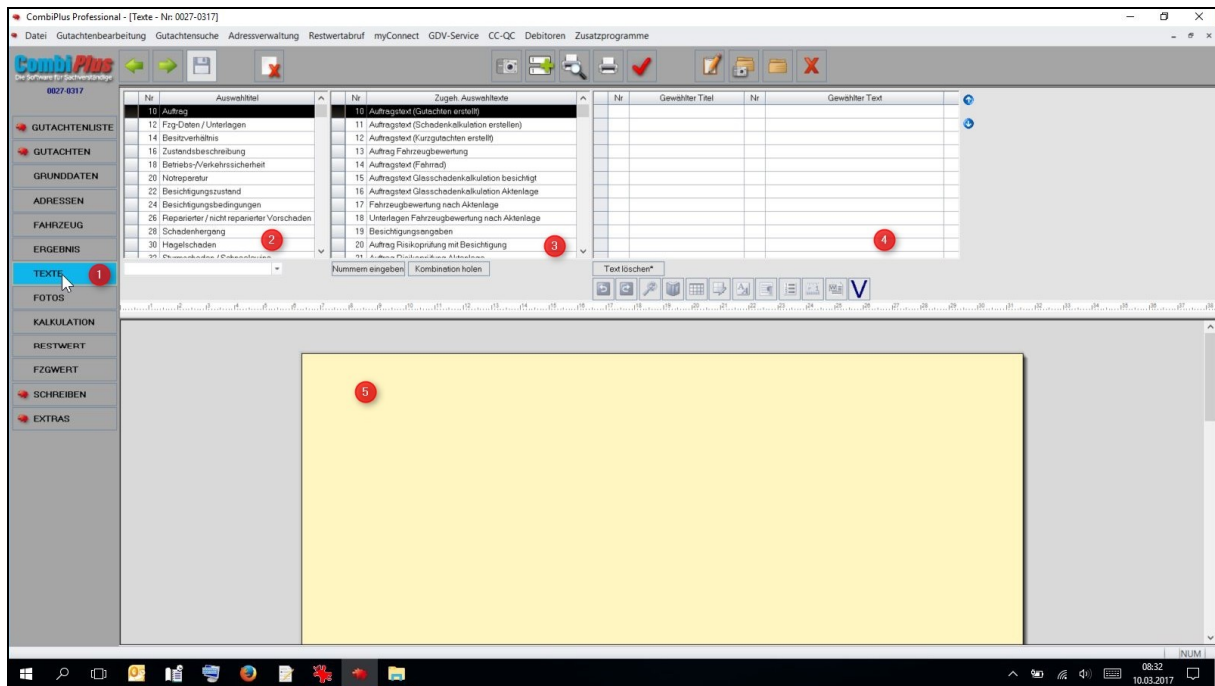 CombiPlus Professional - [Texte - Nr: 0027-0317]
Datei Gutachtenbearbeitung Gutachtensuche Adressverwaltung Restwertabruf myConnect GDV-Service CC-QC Debitoren Zusatzprogramme
CombiPlus
Die Software für Sachverständige
0027-0317
GUTACHTENLISTE
GUTACHTEN
GRUNDDATEN
ADRESSEN
FAHRZEUG
ERGEBNIS
TEXTE 1
FOTOS
KALKULATION
RESTWERT
FZGWERT
SCHREIBEN
EXTRAS
Nr Auswahltitel
10 Auftrag
12 Fzg-Daten / Unterlagen
14 Besitzverhältnis
16 Zustandsbeschreibung
18 Betriebs-/Verkehrssicherheit
20 Notreparatur
22 Besichtigungszustand
24 Besichtigungsbedingungen
26 Reparierter / nicht reparierter Vorschaden
28 Schadenhergang
30 Hagelschaden
2
Nr Zugeh. Auswahltexte
10 Auftragstext (Gutachten erstellt)
11 Auftragstext (Schadenkalkulation erstellen)
12 Auftragstext (Kurzgutachten erstellt)
13 Auftrag Fahrzeugbewertung
14 Auftragstext (Fahrrad)
15 Auftragstext Glasschadenkalkulation besichtigt
16 Auftragstext Glasschadenkalkulation Aktenlage
17 Fahrzeugbewertung nach Aktenlage
18 Unterlagen Fahrzeugbewertung nach Aktenlage
19 Besichtigungsangaben
20 Auftrag Risikoprüfung mit Besichtigung
3
Nr Gewählter Titel Nr Gewählter Text
4
Nummern eingeben Kombination holen Text löschen*
V
5
NUM
08:32
10.03.2017